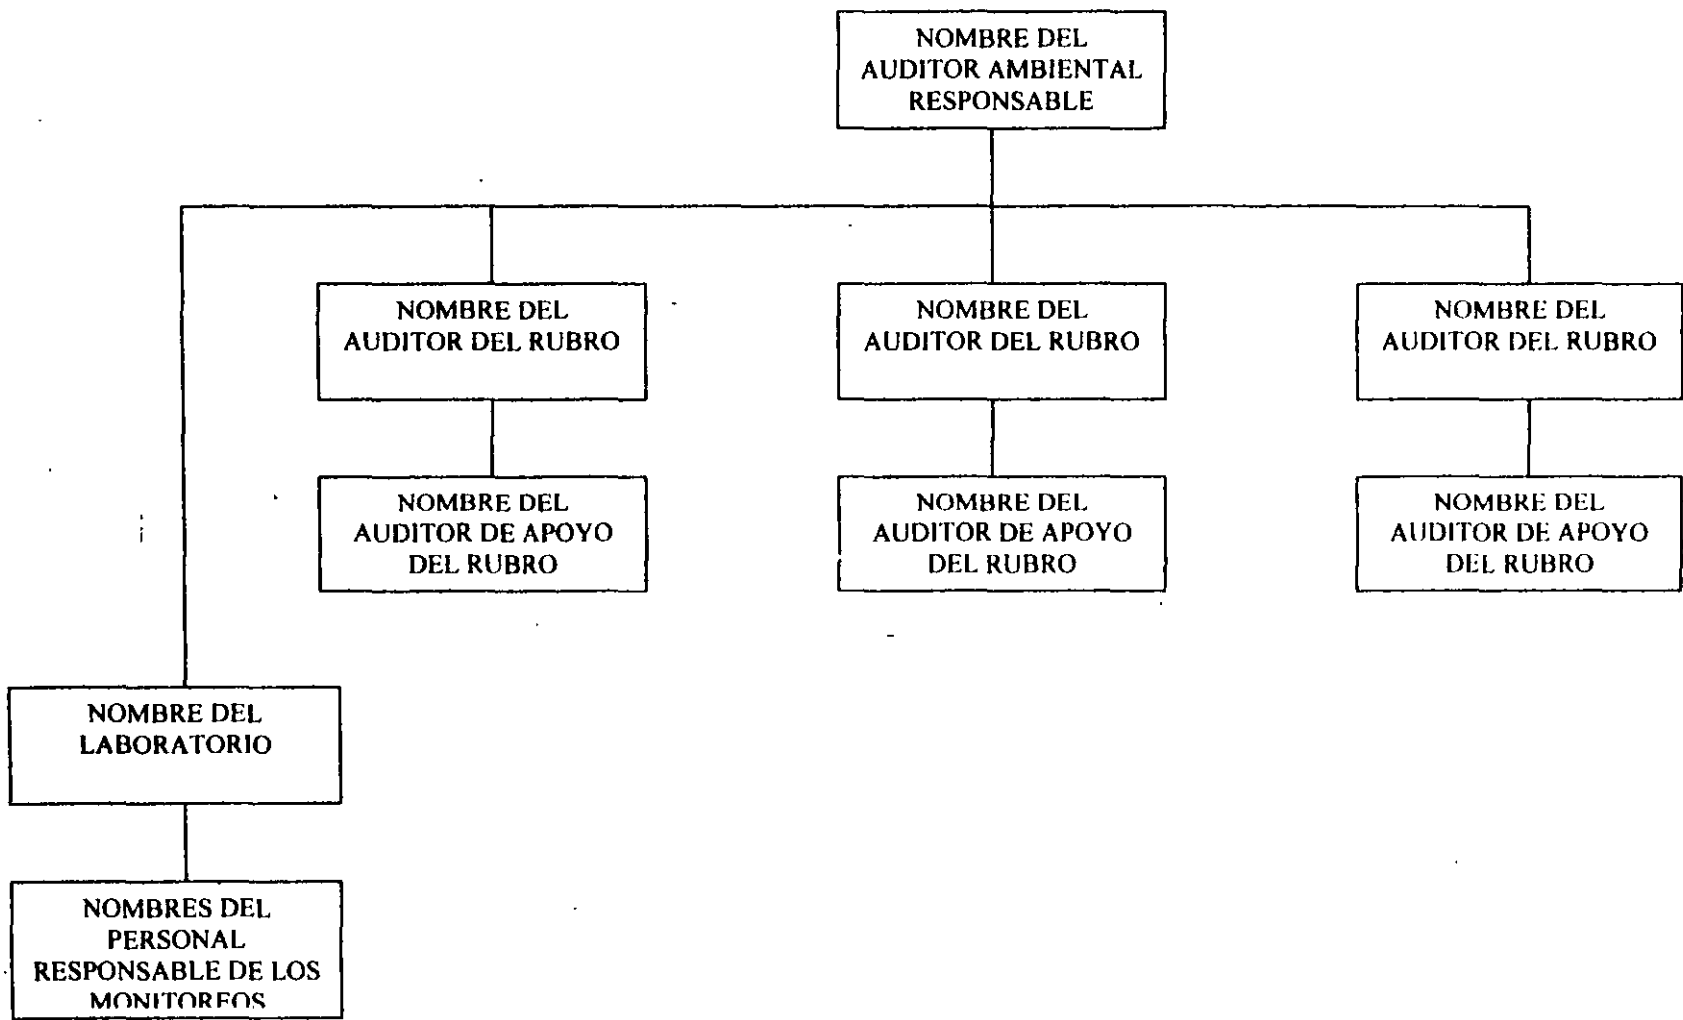 NOMBRE DEL
AUDITOR AMBIENTAL
RESPONSABLE
NOMBRE DEL
AUDITOR DEL RUBRO
NOMBRE DEL
AUDITOR DEL RUBRO
NOMBRE DEL
AUDITOR DEL RUBRO
NOMBRE DEL
AUDITOR DE APOYO
DEL RUBRO
NOMBRE DEL
AUDITOR DE APOYO
DEL RUBRO
NOMBRE DEL
AUDITOR DE APOYO
DEL RUBRO
NOMBRE DEL
LABORATORIO
NOMBRES DEL
PERSONAL
RESPONSABLE DE LOS
MONITOREOS